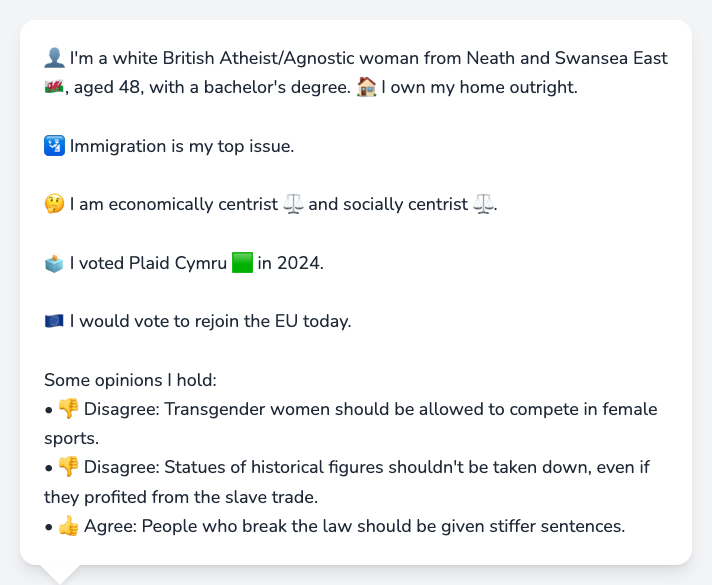 👤 I'm a white British Atheist/Agnostic woman from Neath and Swansea East
🏴󠁧󠁢󠁷󠁬󠁳󠁿, aged 48, with a bachelor's degree. 🏠 I own my home outright.
🛂 Immigration is my top issue.
🤔 I am economically centrist ⚖️ and socially centrist ⚖️.
🗳️ I voted Plaid Cymru 🟩 in 2024.
🇪🇺 I would vote to rejoin the EU today.
Some opinions I hold:
• 👎 Disagree: Transgender women should be allowed to compete in female
sports.
• 👎 Disagree: Statues of historical figures shouldn't be taken down, even if
they profited from the slave trade.
• 👍 Agree: People who break the law should be given stiffer sentences.